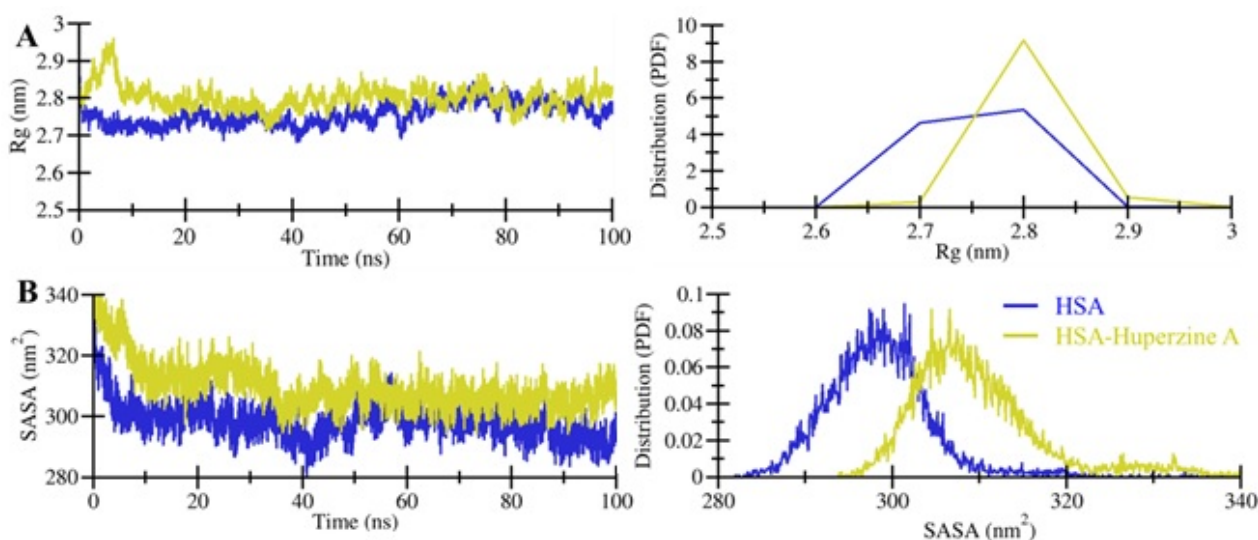 A
Rg (nm)
3
2.9
2.8
2.7
2.6
2.5
0 20 40 60 80 100
Time (ns)
Distribution (PDF)
10
8
6
4
2
0
2.5 2.6 2.7 2.8 2.9 3
Rg (nm)
B
SASA (nm²)
340
320
300
280
0 20 40 60 80 100
Time (ns)
Distribution (PDF)
0.1
0.08
0.06
0.04
0.02
0
HSA
HSA-Huperzine A
280 300 320 340
SASA (nm²)